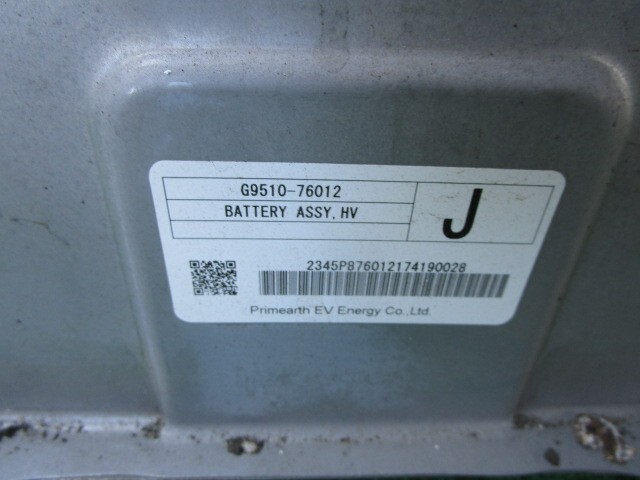 G9510-76012
BATTERY ASSY,HV
J
2345P876012174190028
Primearth EV Energy Co.,Ltd.